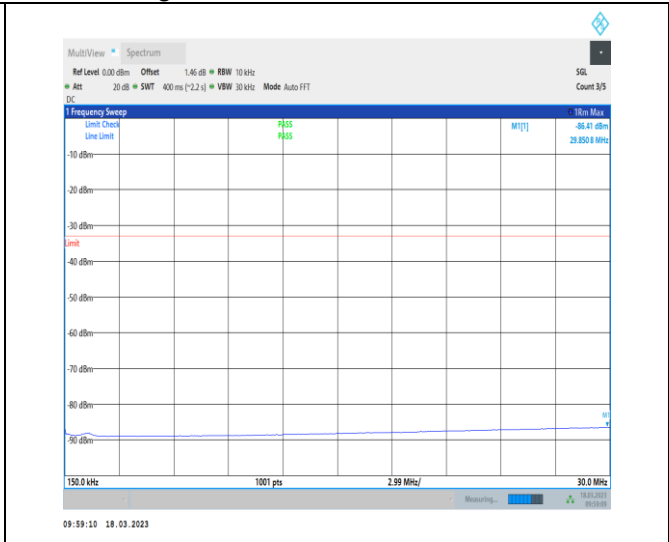 MultiView Spectrum
Ref Level 0.00 dBm Offset 1.46 dB RBW 10 kHz SGL
Att 20 dB SWT 400 ms (~2.2 s) VBW 30 kHz Mode Auto FFT Count 3/5
DC
1 Frequency Sweep 1Rm Max
Limit Check PASS M1[1] -86.41 dBm
Line Limit PASS 29.850 8 MHz
-10 dBm
-20 dBm
-30 dBm
Limit
-40 dBm
-50 dBm
-60 dBm
-70 dBm
-80 dBm
M1
-90 dBm
150.0 kHz 1001 pts 2.99 MHz/ 30.0 MHz
Measuring... 18.03.2023
09:59:09
09:59:10 18.03.2023